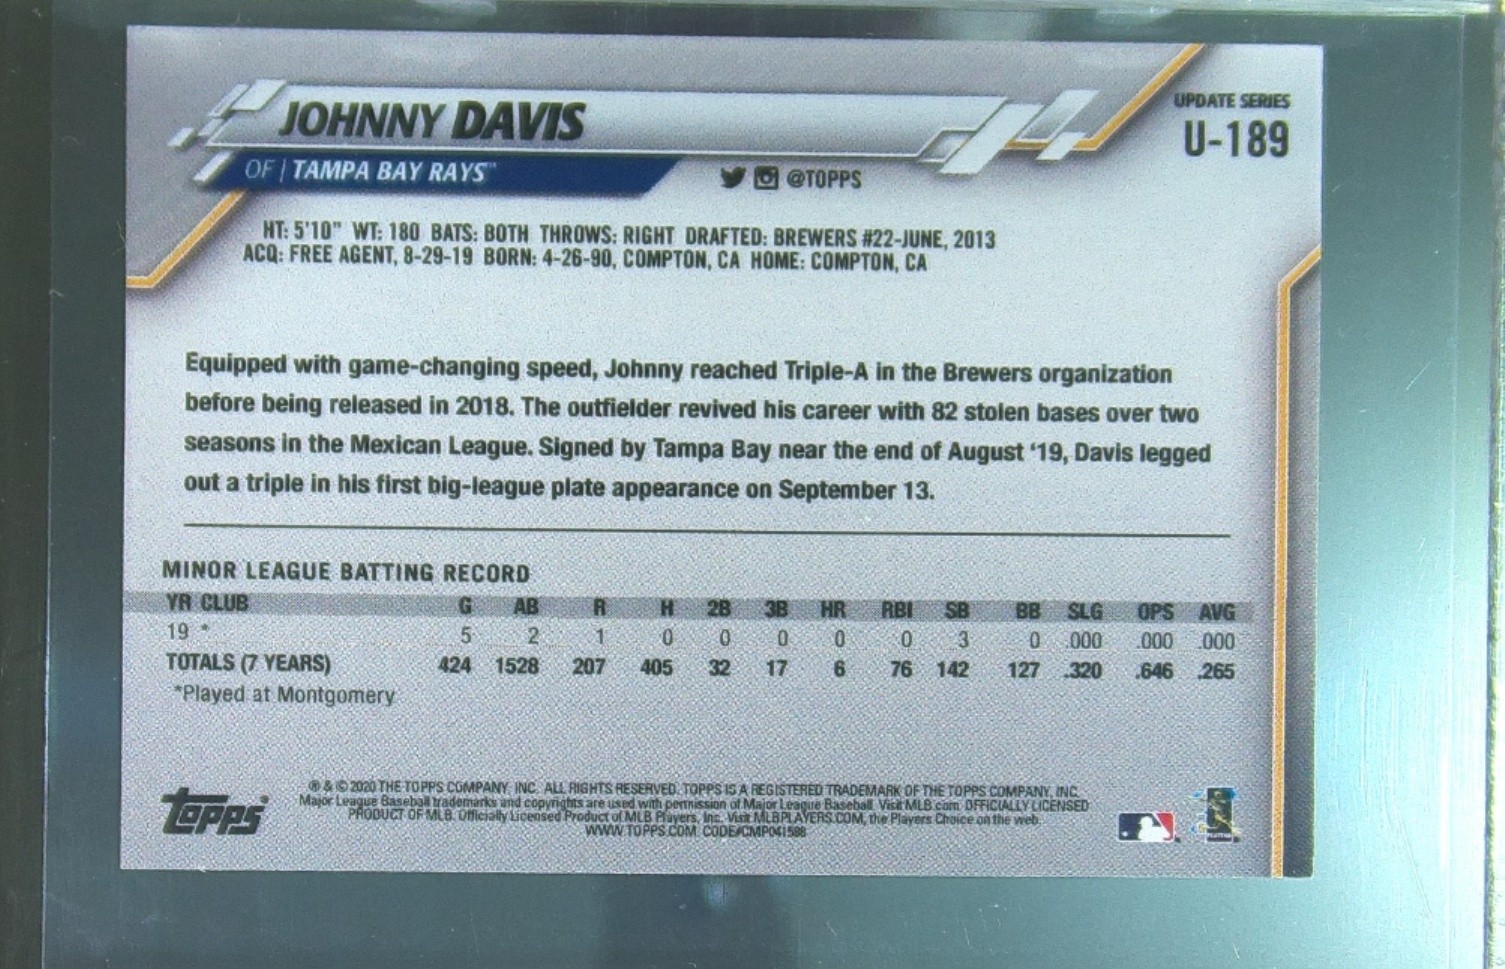 JOHNNY DAVIS
UPDATE SERIES
U-189
OF | TAMPA BAY RAYS™
@TOPPS
HT: 5'10" WT: 180 BATS: BOTH THROWS: RIGHT DRAFTED: BREWERS #22-JUNE, 2013
ACQ: FREE AGENT, 8-29-19 BORN: 4-26-90, COMPTON, CA HOME: COMPTON, CA
Equipped with game-changing speed, Johnny reached Triple-A in the Brewers organization
before being released in 2018. The outfielder revived his career with 82 stolen bases over two
seasons in the Mexican League. Signed by Tampa Bay near the end of August '19, Davis legged
out a triple in his first big-league plate appearance on September 13.
MINOR LEAGUE BATTING RECORD
YR CLUB G AB R H 2B 3B HR RBI SB BB SLG OPS AVG
19 * 5 2 1 0 0 0 0 0 3 0 .000 .000 .000
TOTALS (7 YEARS) 424 1528 207 405 32 17 6 76 142 127 .320 .646 .265
*Played at Montgomery
Topps®
® & © 2020 THE TOPPS COMPANY, INC. ALL RIGHTS RESERVED. TOPPS IS A REGISTERED TRADEMARK OF THE TOPPS COMPANY, INC.
Major League Baseball trademarks and copyrights are used with permission of Major League Baseball. Visit MLB.com. OFFICIALLY LICENSED
PRODUCT OF MLB. Officially Licensed Product of MLB Players, Inc. Visit MLBPLAYERS.COM, the Players Choice on the web.
WWW.TOPPS.COM CODE#CMP041588